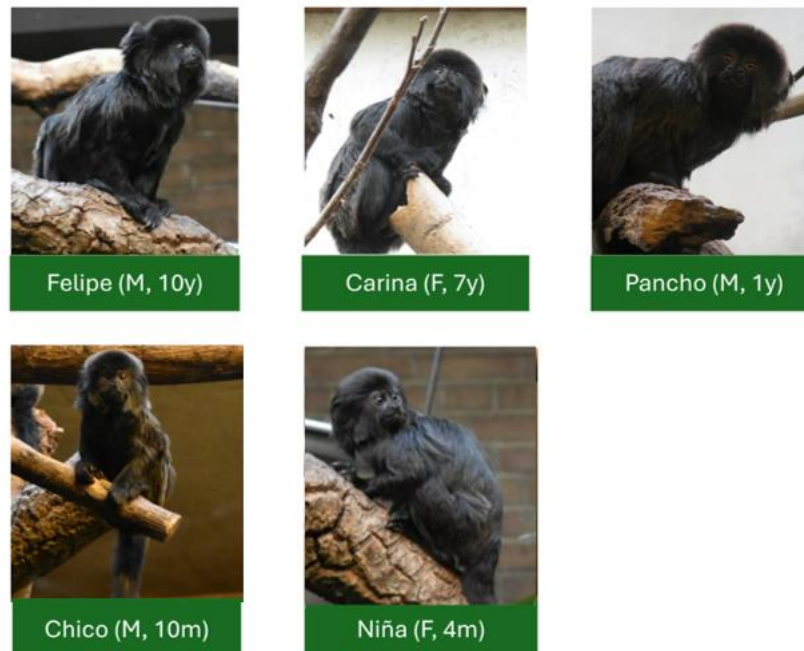 Felipe (M, 10y)
Carina (F, 7y)
Pancho (M, 1y)
Chico (M, 10m)
Niña (F, 4m)